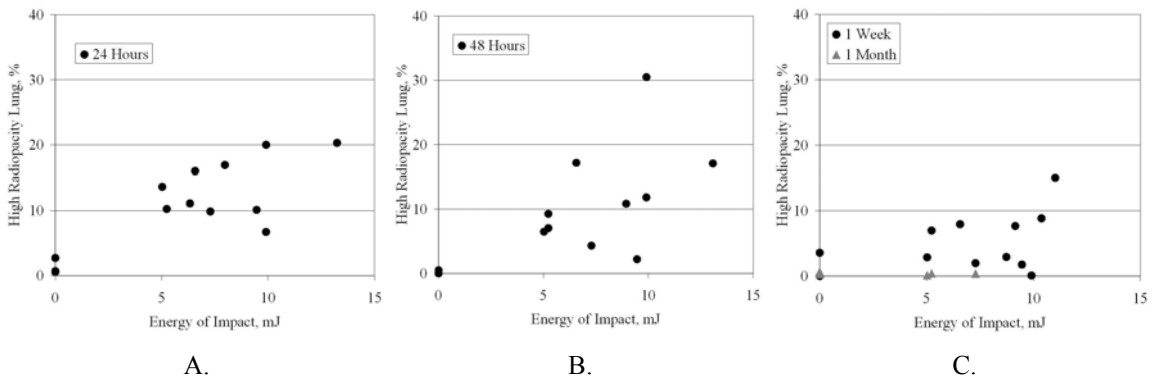 40
30
20
10
0
High Radiopacity Lung, %
24 Hours
0
5
10
15
Energy of Impact, mJ
A.
40
30
20
10
0
High Radiopacity Lung, %
48 Hours
0
5
10
15
Energy of Impact, mJ
B.
40
30
20
10
0
High Radiopacity Lung, %
1 Week
1 Month
0
5
10
15
Energy of Impact, mJ
C.